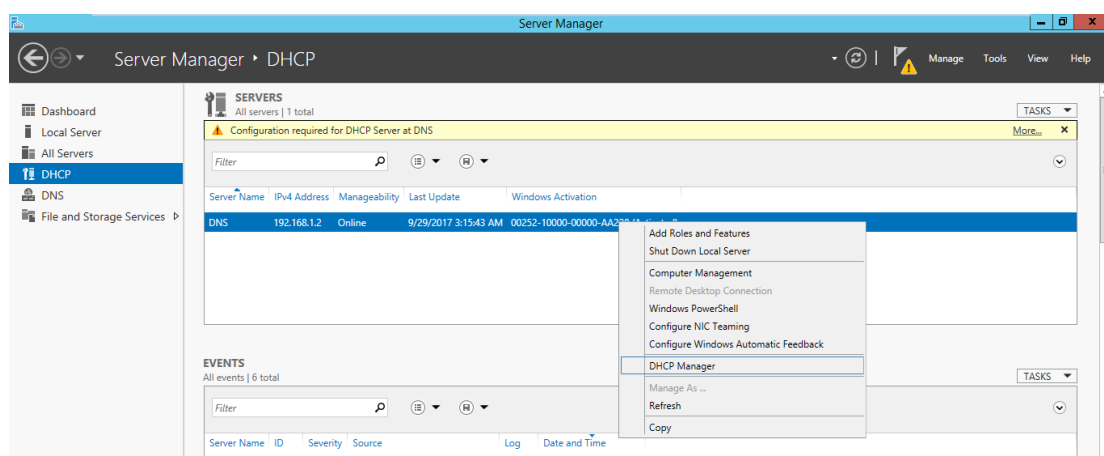 Server Manager
Server Manager • DHCP
Manage Tools View Help
Dashboard
Local Server
All Servers
DHCP
DNS
File and Storage Services
SERVERS
All servers | 1 total
TASKS
Configuration required for DHCP Server at DNS
More...
Filter
Server Name IPv4 Address Manageability Last Update Windows Activation
DNS 192.168.1.2 Online 9/29/2017 3:15:43 AM 00252-10000-00000-
Add Roles and Features
Shut Down Local Server
Computer Management
Remote Desktop Connection
Windows PowerShell
Configure NIC Teaming
Configure Windows Automatic Feedback
DHCP Manager
Manage As ...
Refresh
Copy
EVENTS
All events | 6 total
TASKS
Filter
Server Name ID Severity Source Log Date and Time